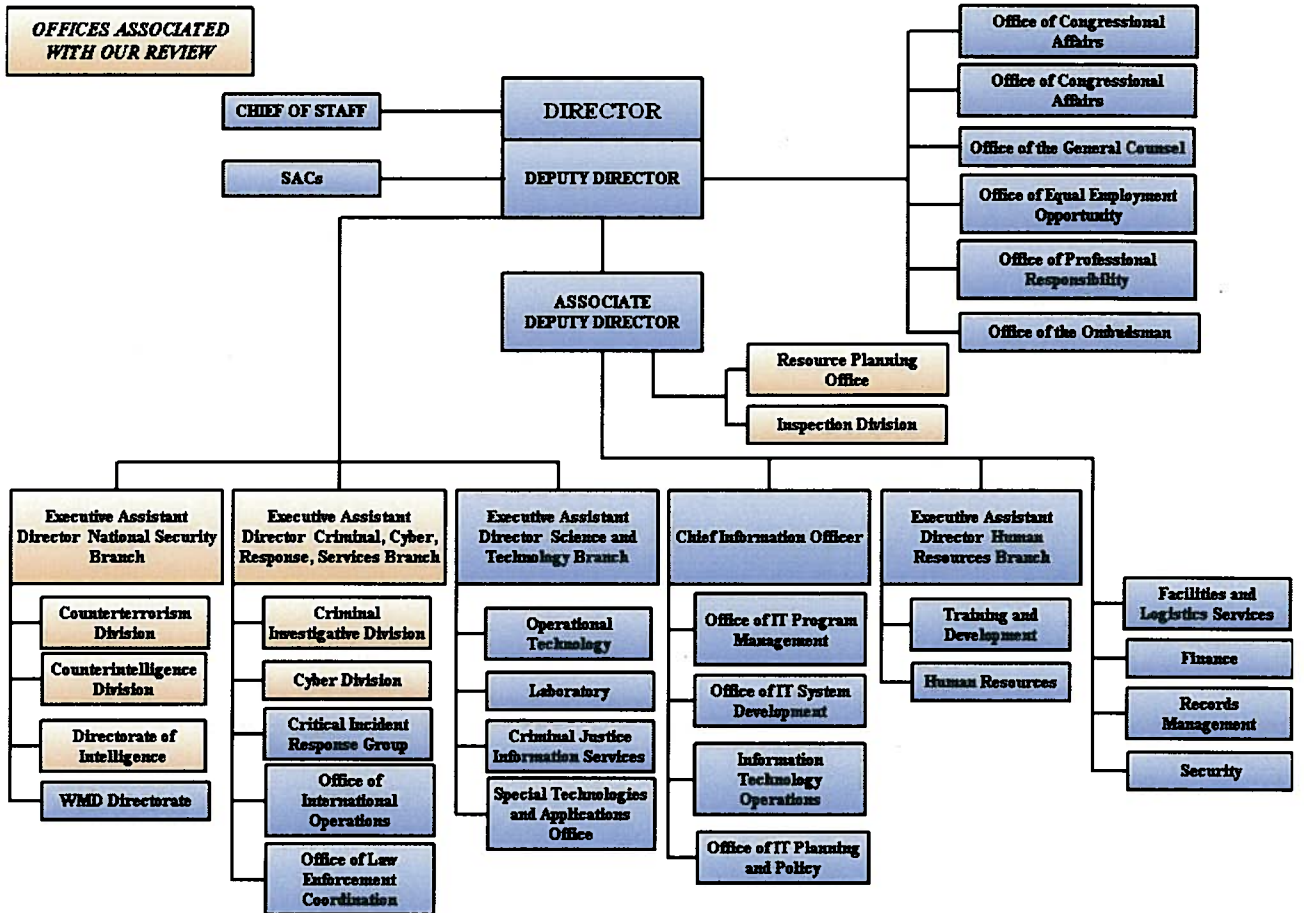 OFFICES ASSOCIATED
WITH OUR REVIEW
CHIEF OF STAFF
SACs
DIRECTOR
DEPUTY DIRECTOR
Office of Congressional
Affairs
Office of Congressional
Affairs
Office of the General Counsel
Office of Equal Employment
Opportunity
Office of Professional
Responsibility
Office of the Ombudsman
ASSOCIATE
DEPUTY DIRECTOR
Resource Planning
Office
Inspection Division
Executive Assistant
Director National Security
Branch
Counterterrorism
Division
Counterintelligence
Division
Directorate of
Intelligence
WMD Directorate
Executive Assistant
Director Criminal, Cyber,
Response, Services Branch
Criminal
Investigative Division
Cyber Division
Critical Incident
Response Group
Office of
International
Operations
Office of Law
Enforcement
Coordination
Executive Assistant
Director Science and
Technology Branch
Operational
Technology
Laboratory
Criminal Justice
Information Services
Special Technologies
and Applications
Office
Chief Information Officer
Office of IT Program
Management
Office of IT System
Development
Information
Technology
Operations
Office of IT Planning
and Policy
Executive Assistant
Director Human
Resources Branch
Training and
Development
Human Resources
Facilities and
Logistics Services
Finance
Records
Management
Security